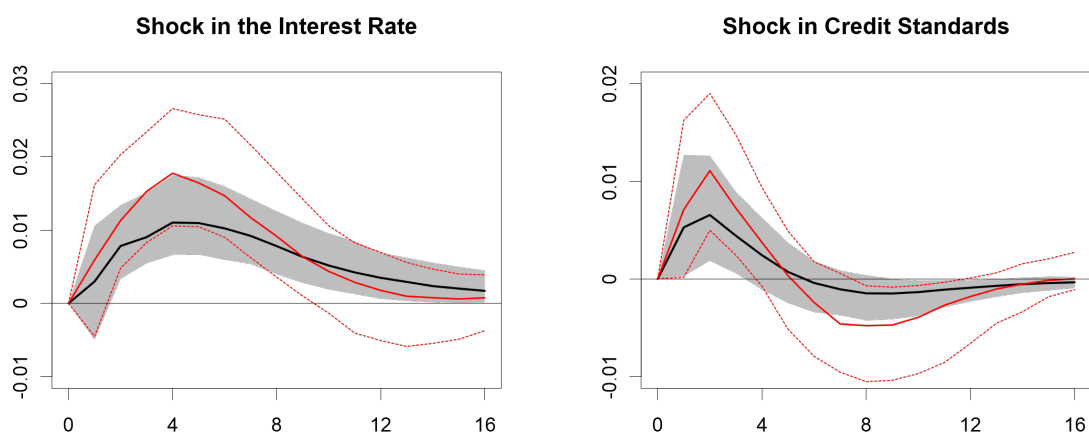 Shock in the Interest Rate
0.03
0.02
0.01
0
-0.01
0 4 8 12 16
Shock in Credit Standards
0.02
0.01
0
-0.01
0 4 8 12 16